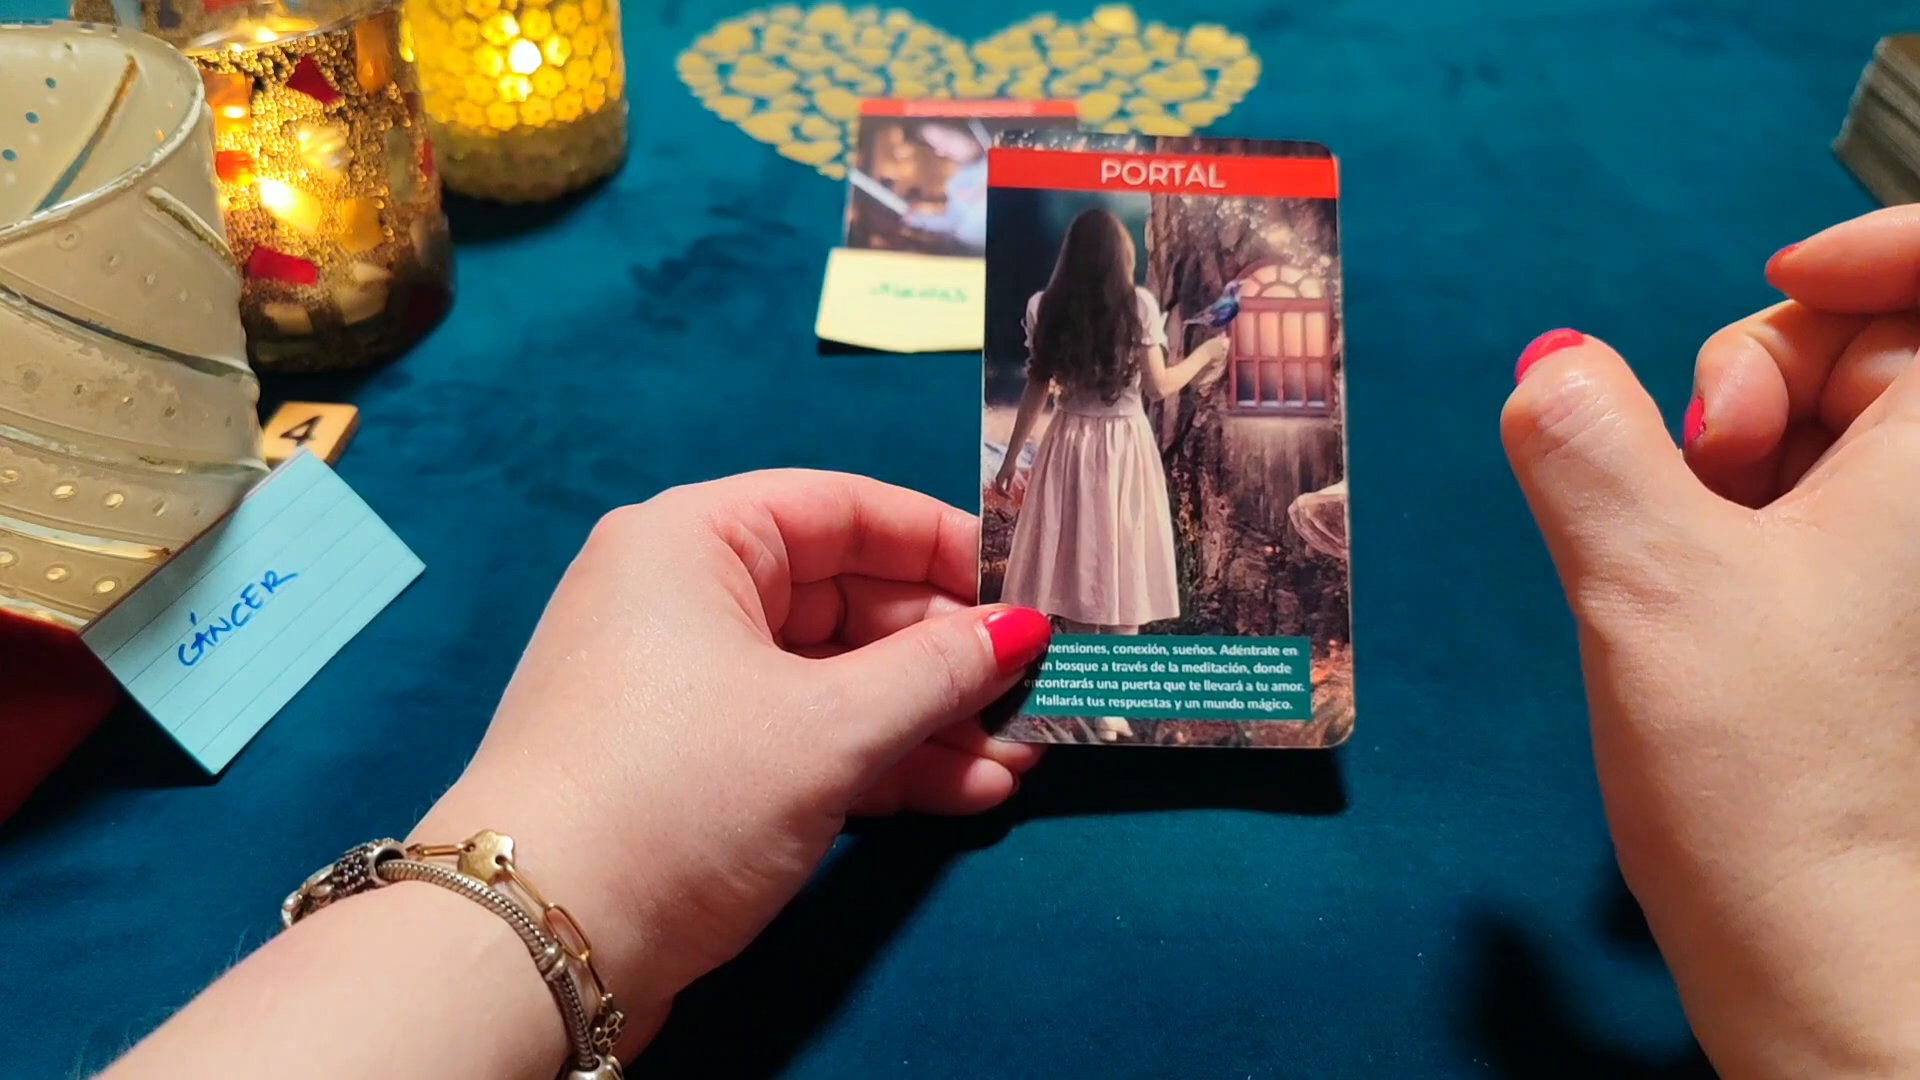 PORTAL
4
CÁNCER
mensiones, conexión, sueños. Adéntrate en
un bosque a través de la meditación, donde
encontrarás una puerta que te llevará a tu amor.
Hallarás tus respuestas y un mundo mágico.